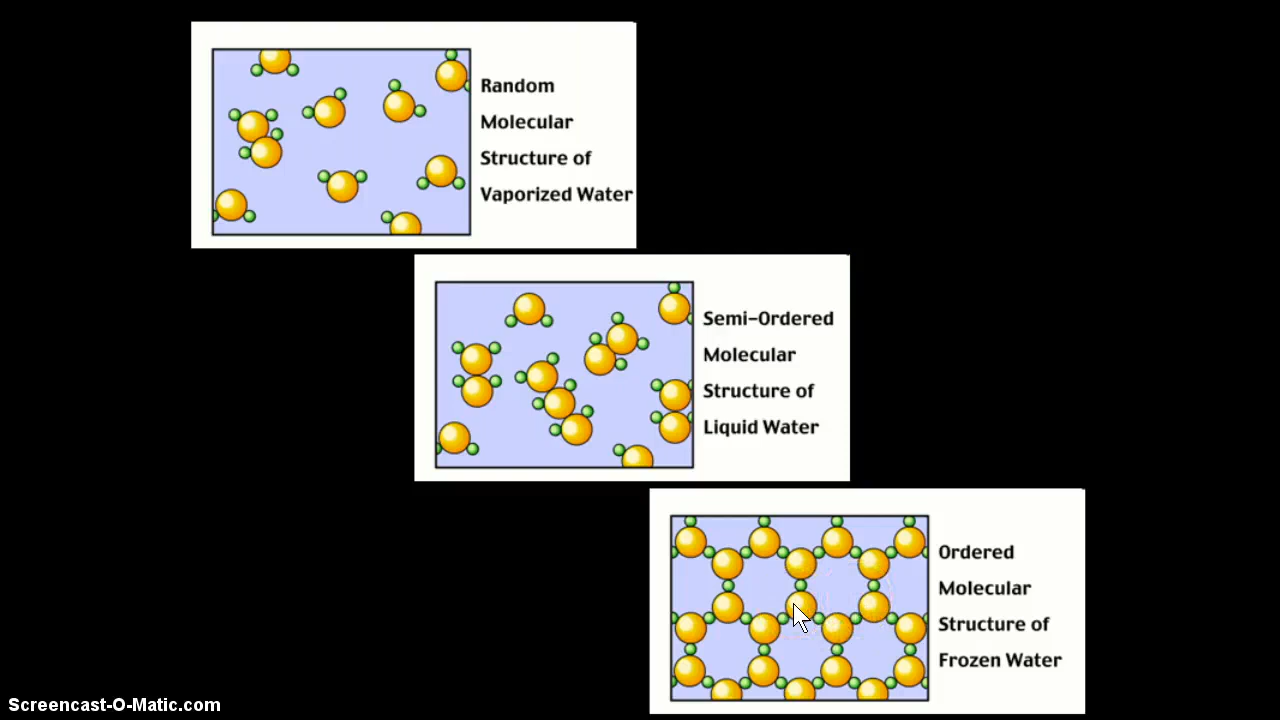 Random
Molecular
Structure of
Vaporized Water
Semi-Ordered
Molecular
Structure of
Liquid Water
Ordered
Molecular
Structure of
Frozen Water
Screencast-O-Matic.com